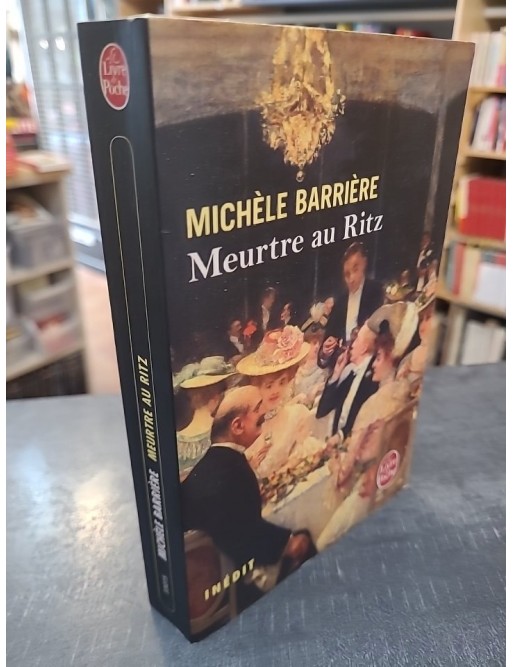 Le
Livre
de
Poche
MICHÈLE BARRIÈRE MEURTRE AU RITZ
MICHÈLE BARRIÈRE
Meurtre au Ritz
INÉDIT